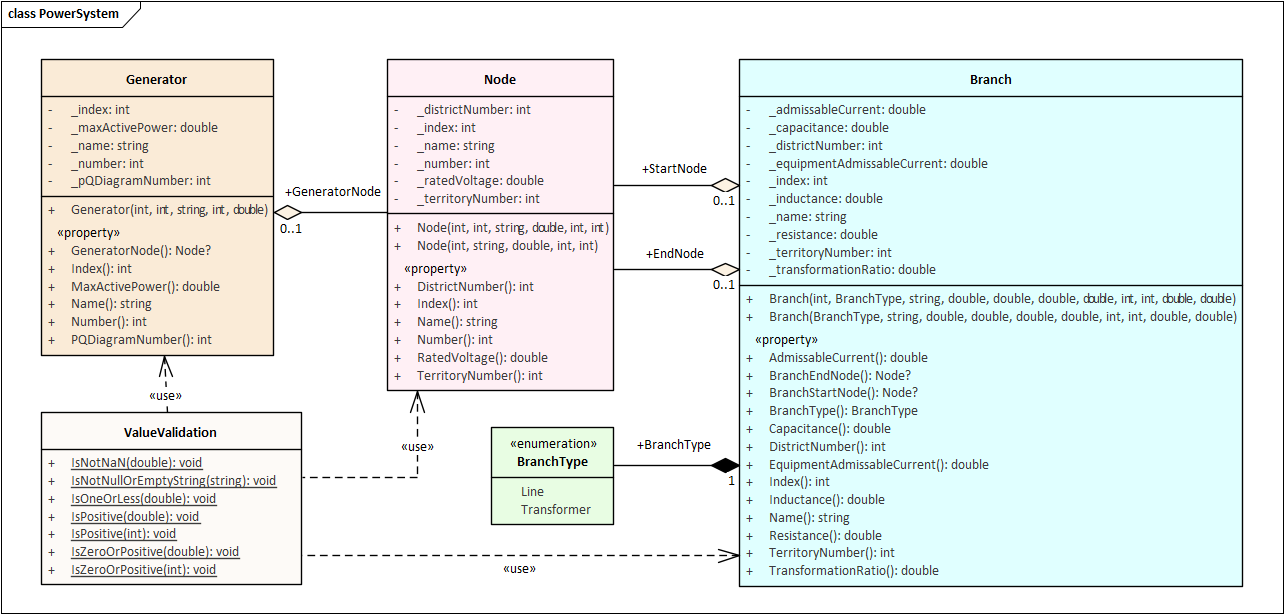 class PowerSystem
Generator
- _index: int
- _maxActivePower: double
- _name: string
- _number: int
- _pQDiagramNumber: int
+ Generator(int, int, string, int, double)
«property»
+ GeneratorNode(): Node?
+ Index(): int
+ MaxActivePower(): double
+ Name(): string
+ Number(): int
+ PQDiagramNumber(): int
+GeneratorNode
0..1
Node
- _districtNumber: int
- _index: int
- _name: string
- _number: int
- _ratedVoltage: double
- _territoryNumber: int
+ Node(int, int, string, double, int, int)
+ Node(int, string, double, int, int)
«property»
+ DistrictNumber(): int
+ Index(): int
+ Name(): string
+ Number(): int
+ RatedVoltage(): double
+ TerritoryNumber(): int
+StartNode
0..1
+EndNode
0..1
Branch
- _admissableCurrent: double
- _capacitance: double
- _districtNumber: int
- _equipmentAdmissableCurrent: double
- _index: int
- _inductance: double
- _name: string
- _resistance: double
- _territoryNumber: int
- _transformationRatio: double
+ Branch(int, BranchType, string, double, double, double, double, int, int, double, double)
+ Branch(BranchType, string, double, double, double, double, int, int, double, double)
«property»
+ AdmissableCurrent(): double
+ BranchEndNode(): Node?
+ BranchStartNode(): Node?
+ BranchType(): BranchType
+ Capacitance(): double
+ DistrictNumber(): int
+ EquipmentAdmissableCurrent(): double
+ Index(): int
+ Inductance(): double
+ Name(): string
+ Resistance(): double
+ TerritoryNumber(): int
+ TransformationRatio(): double
«use»
ValueValidation
+ IsNotNaN(double): void
+ IsNotNullOrEmptyString(string): void
+ IsOneOrLess(double): void
+ IsPositive(double): void
+ IsPositive(int): void
+ IsZeroOrPositive(double): void
+ IsZeroOrPositive(int): void
«use»
«enumeration»
BranchType
Line
Transformer
+BranchType
1
«use»